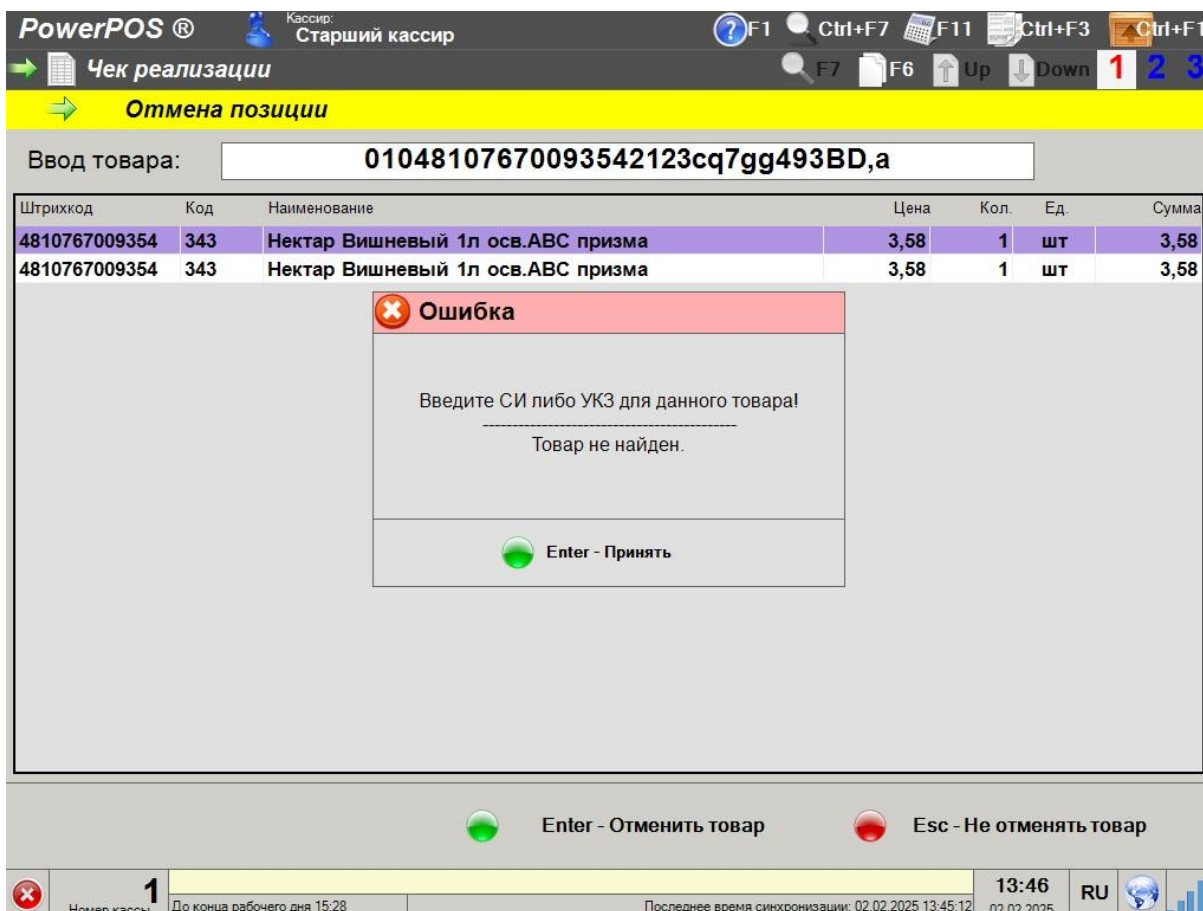 PowerPOS ® Кассир: Старший кассир F1 Ctrl+F7 F11 Ctrl+F3 Ctrl+F1
Чек реализации F7 F6 Up Down 1 2 3
Отмена позиции
Ввод товара: 01048107670093542123cq7gg493BD,a
Штрихкод Код Наименование Цена Кол. Ед. Сумма
4810767009354 343 Нектар Вишневый 1л осв.АВС призма 3,58 1 шт 3,58
4810767009354 343 Нектар Вишневый 1л осв.АВС призма 3,58 1 шт 3,58
Ошибка
Введите СИ либо УКЗ для данного товара!
-------------------------------------------
Товар не найден.
Enter - Принять
Enter - Отменить товар Esc - Не отменять товар
1 13:46 RU
Номер кассы До конца рабочего дня 15:28 Последнее время синхронизации: 02.02.2025 13:45:12 02.02.2025